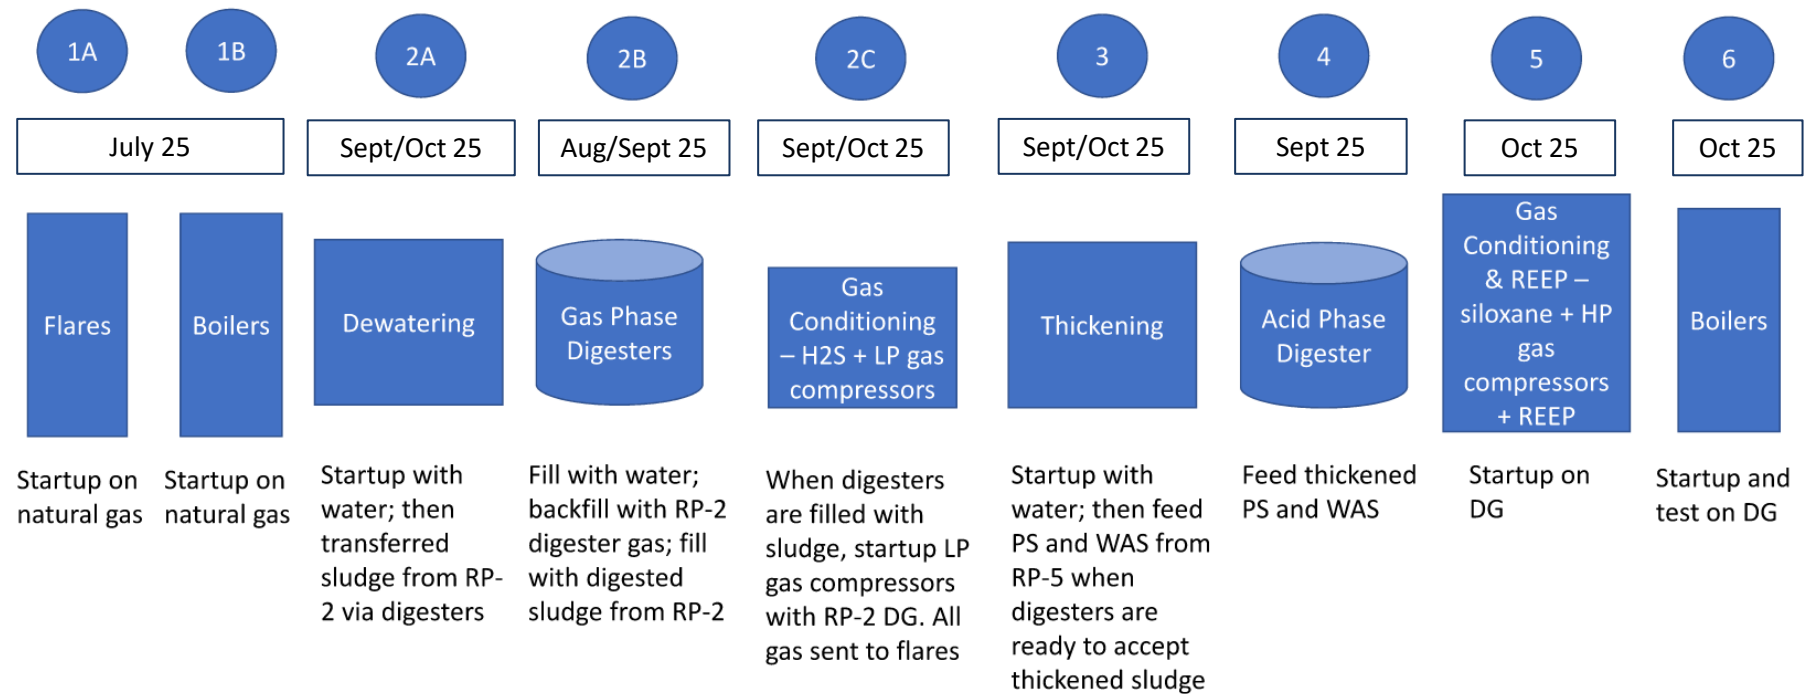 1A
1B
2A
2B
2C
3
4
5
6
July 25
Sept/Oct 25
Aug/Sept 25
Sept/Oct 25
Sept/Oct 25
Sept 25
Oct 25
Oct 25
Flares
Boilers
Dewatering
Gas Phase
Digesters
Gas
Conditioning
– H2S + LP gas
compressors
Thickening
Acid Phase
Digester
Gas
Conditioning
& REEP –
siloxane + HP
gas
compressors
+ REEP
Boilers
Startup on
natural gas
Startup on
natural gas
Startup with
water; then
transferred
sludge from RP-
2 via digesters
Fill with water;
backfill with RP-2
digester gas; fill
with digested
sludge from RP-2
When digesters
are filled with
sludge, startup LP
gas compressors
with RP-2 DG. All
gas sent to flares
Startup with
water; then feed
PS and WAS from
RP-5 when
digesters are
ready to accept
thickened sludge
Feed thickened
PS and WAS
Startup on
DG
Startup and
test on DG